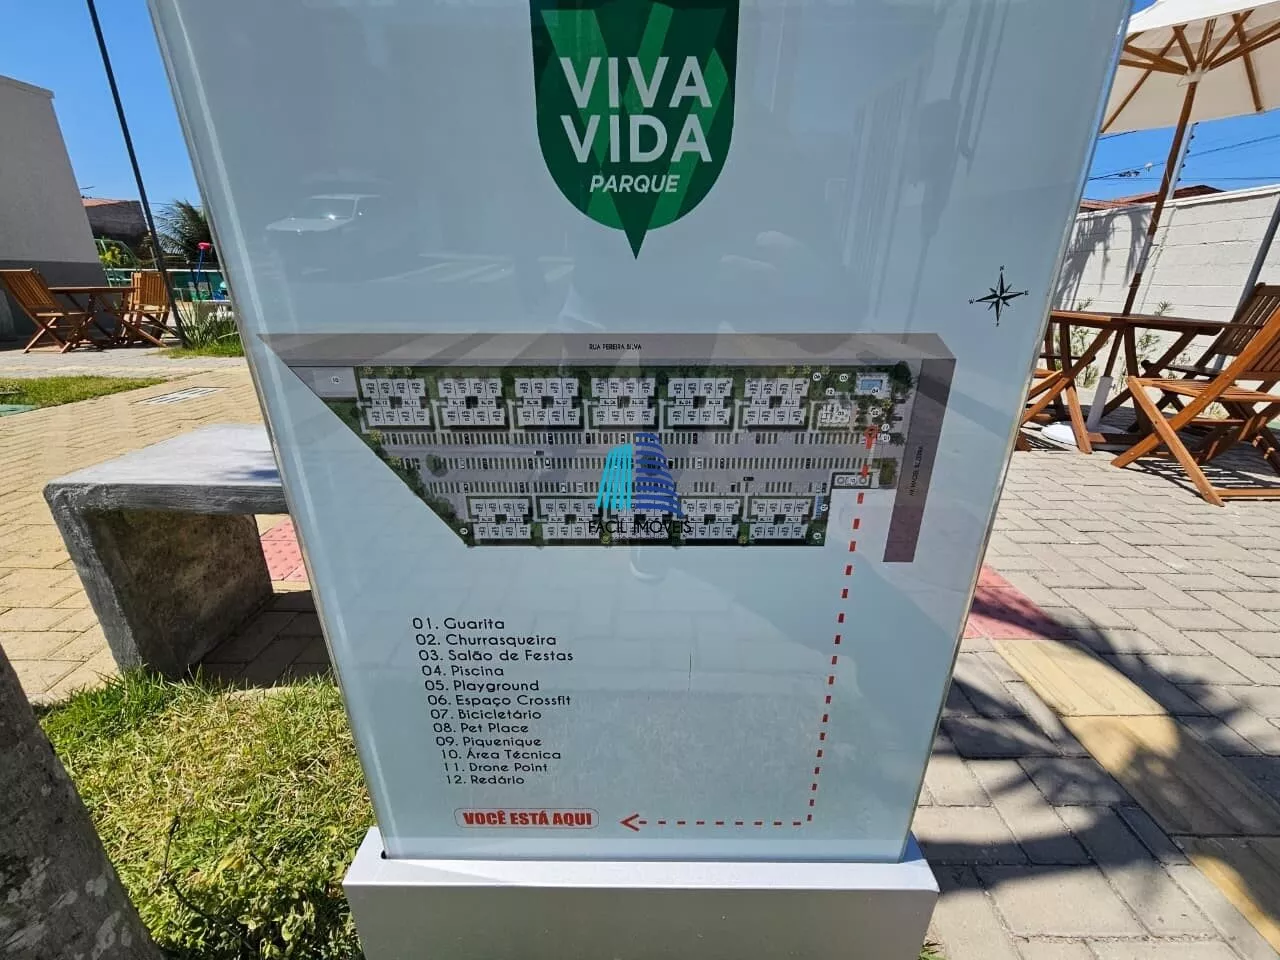 VIVA
VIDA
PARQUE
RUA PEREIRA SILVA
FÁCIL IMÓVEIS
01. Guarita
02. Churrasqueira
03. Salão de Festas
04. Piscina
05. Playground
06. Espaço Crossfit
07. Bicicletário
08. Pet Place
09. Piquenique
10. Área Técnica
11. Drone Point
12. Redário
VOCÊ ESTÁ AQUI